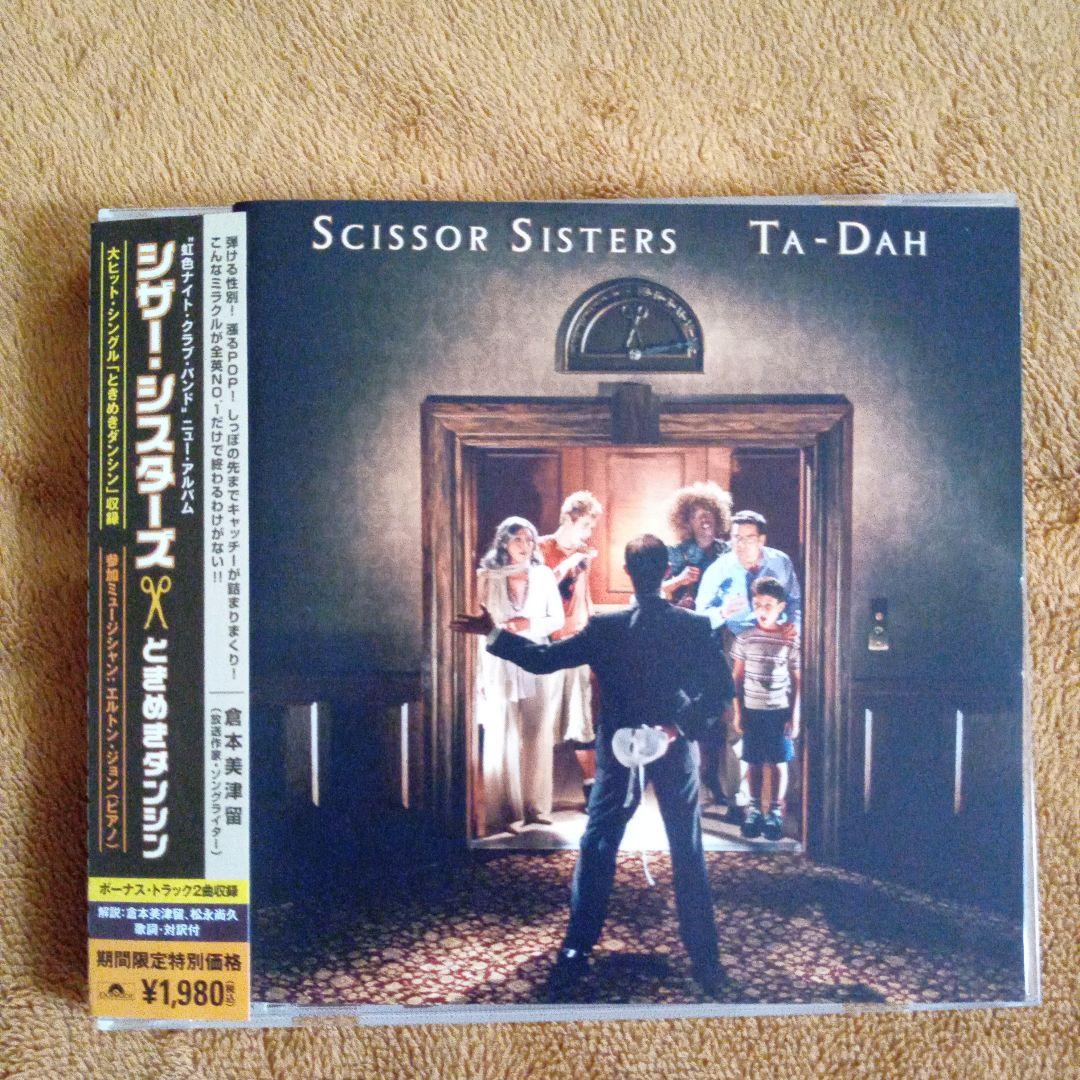 SCISSOR SISTERS TA-DAH
弾ける性別! 漲るPOP! しっぽの先までキャッチーが詰まりまくり!
こんなミラクルが全英NO.1だけで終わるわけがない!!
倉本美津留
(放送作家・ソングライター)
"虹色ナイト・クラブ・バンド" ニュー・アルバム
シザー・シスターズ ときめきダンシン
大ヒット・シングル「ときめきダンシン」収録
参加ミュージシャン:エルトン・ジョン(ピアノ)
ボーナス・トラック2曲収録
解説:倉本美津留、松永尚久
歌詞・対訳付
期間限定特別価格
¥1,980(税込)